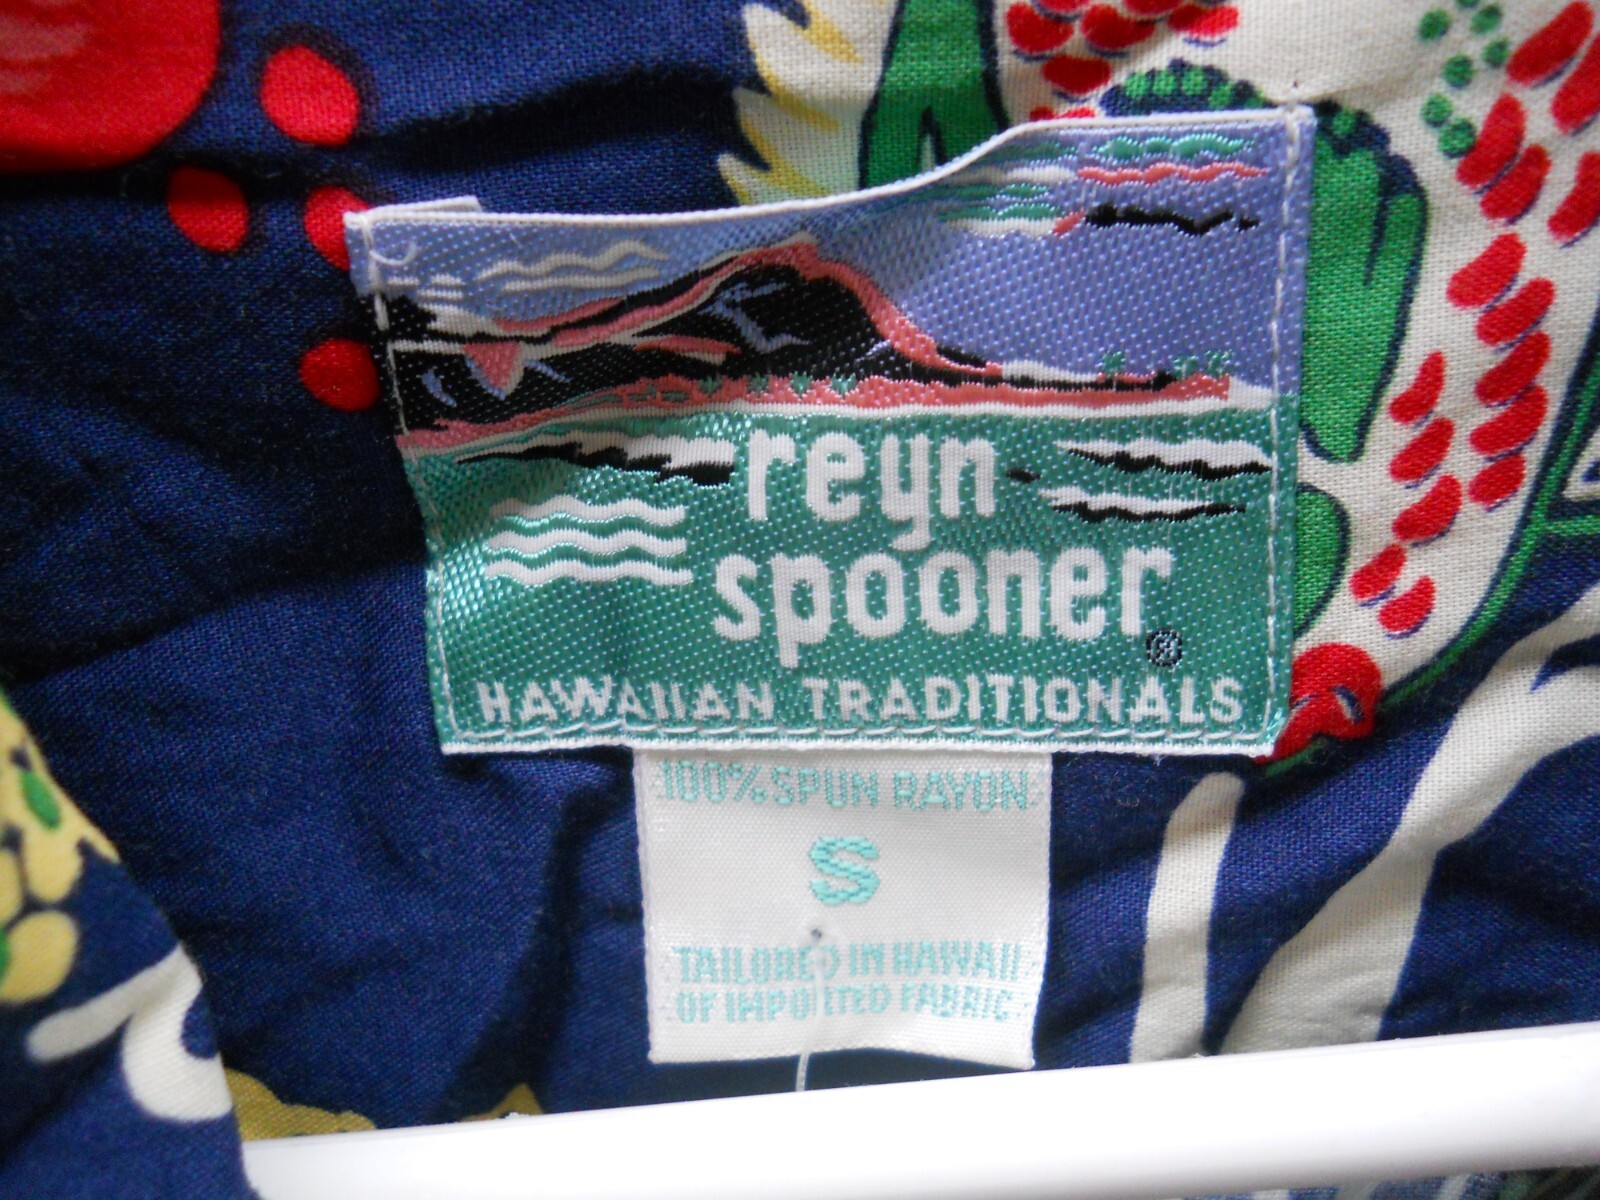 reyn
spooner®
HAWAIIAN TRADITIONALS
100% SPUN RAYON
S
TAILORED IN HAWAII
OF IMPORTED FABRIC